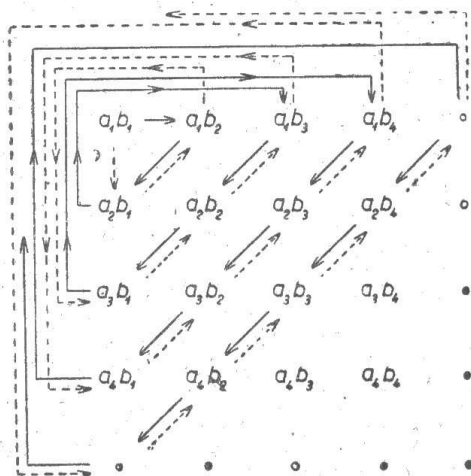 a₁b₁ a₁b₂ a₁b₃ a₁b₄
a₂b₁ a₂b₂ a₂b₃ a₂b₄
a₃b₁ a₃b₂ a₃b₃ a₃b₄
a₄b₁ a₄b₂ a₄b₃ a₄b₄